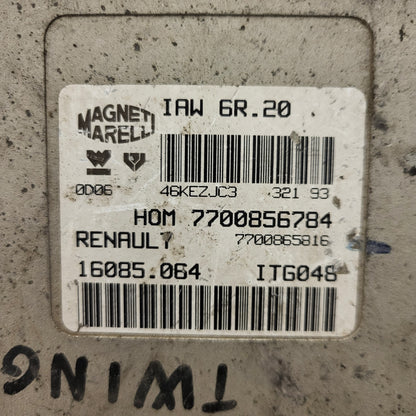 MAGNETI
MARELLI
IAW 6R.20
0D06
46KEZJC3
321 93
HOM 7700856784
RENAULT
7700865816
16085.064
ITG048
TWING